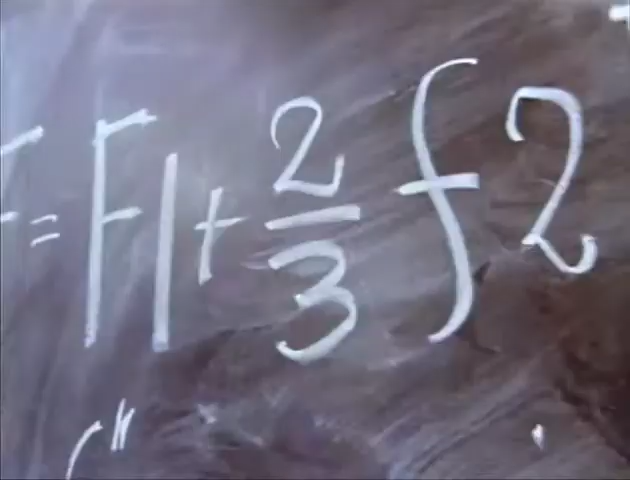 F = F1 + 2/3 f2